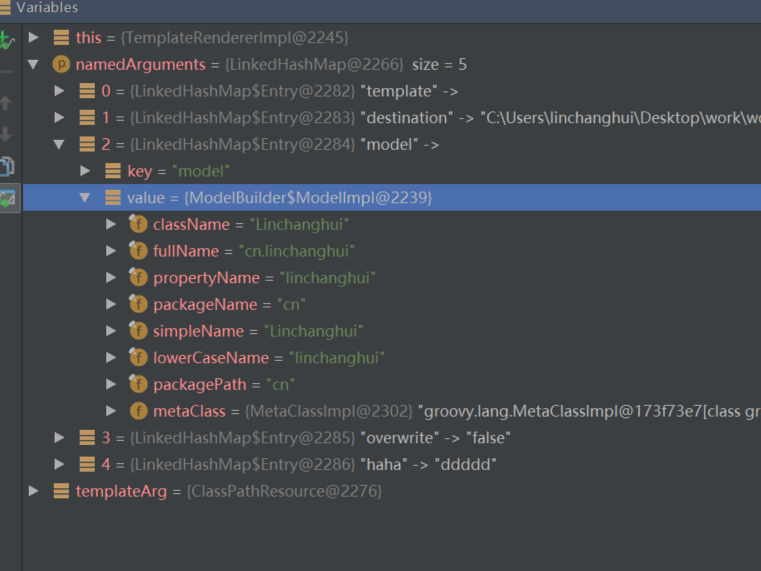 Variables
this = {TemplateRendererImpl@2245}
namedArguments = {LinkedHashMap@2266} size = 5
0 = {LinkedHashMap$Entry@2282} "template" ->
1 = {LinkedHashMap$Entry@2283} "destination" -> "C:\Users\linchanghui\Desktop\work\wo
2 = {LinkedHashMap$Entry@2284} "model" ->
key = "model"
value = {ModelBuilder$ModelImpl@2239}
className = "Linchanghui"
fullName = "cn.linchanghui"
propertyName = "linchanghui"
packageName = "cn"
simpleName = "Linchanghui"
lowerCaseName = "linchanghui"
packagePath = "cn"
metaClass = {MetaClassImpl@2302} "groovy.lang.MetaClassImpl@173f73e7[class gr
3 = {LinkedHashMap$Entry@2285} "overwrite" -> "false"
4 = {LinkedHashMap$Entry@2286} "haha" -> "ddddd"
templateArg = {ClassPathResource@2276}